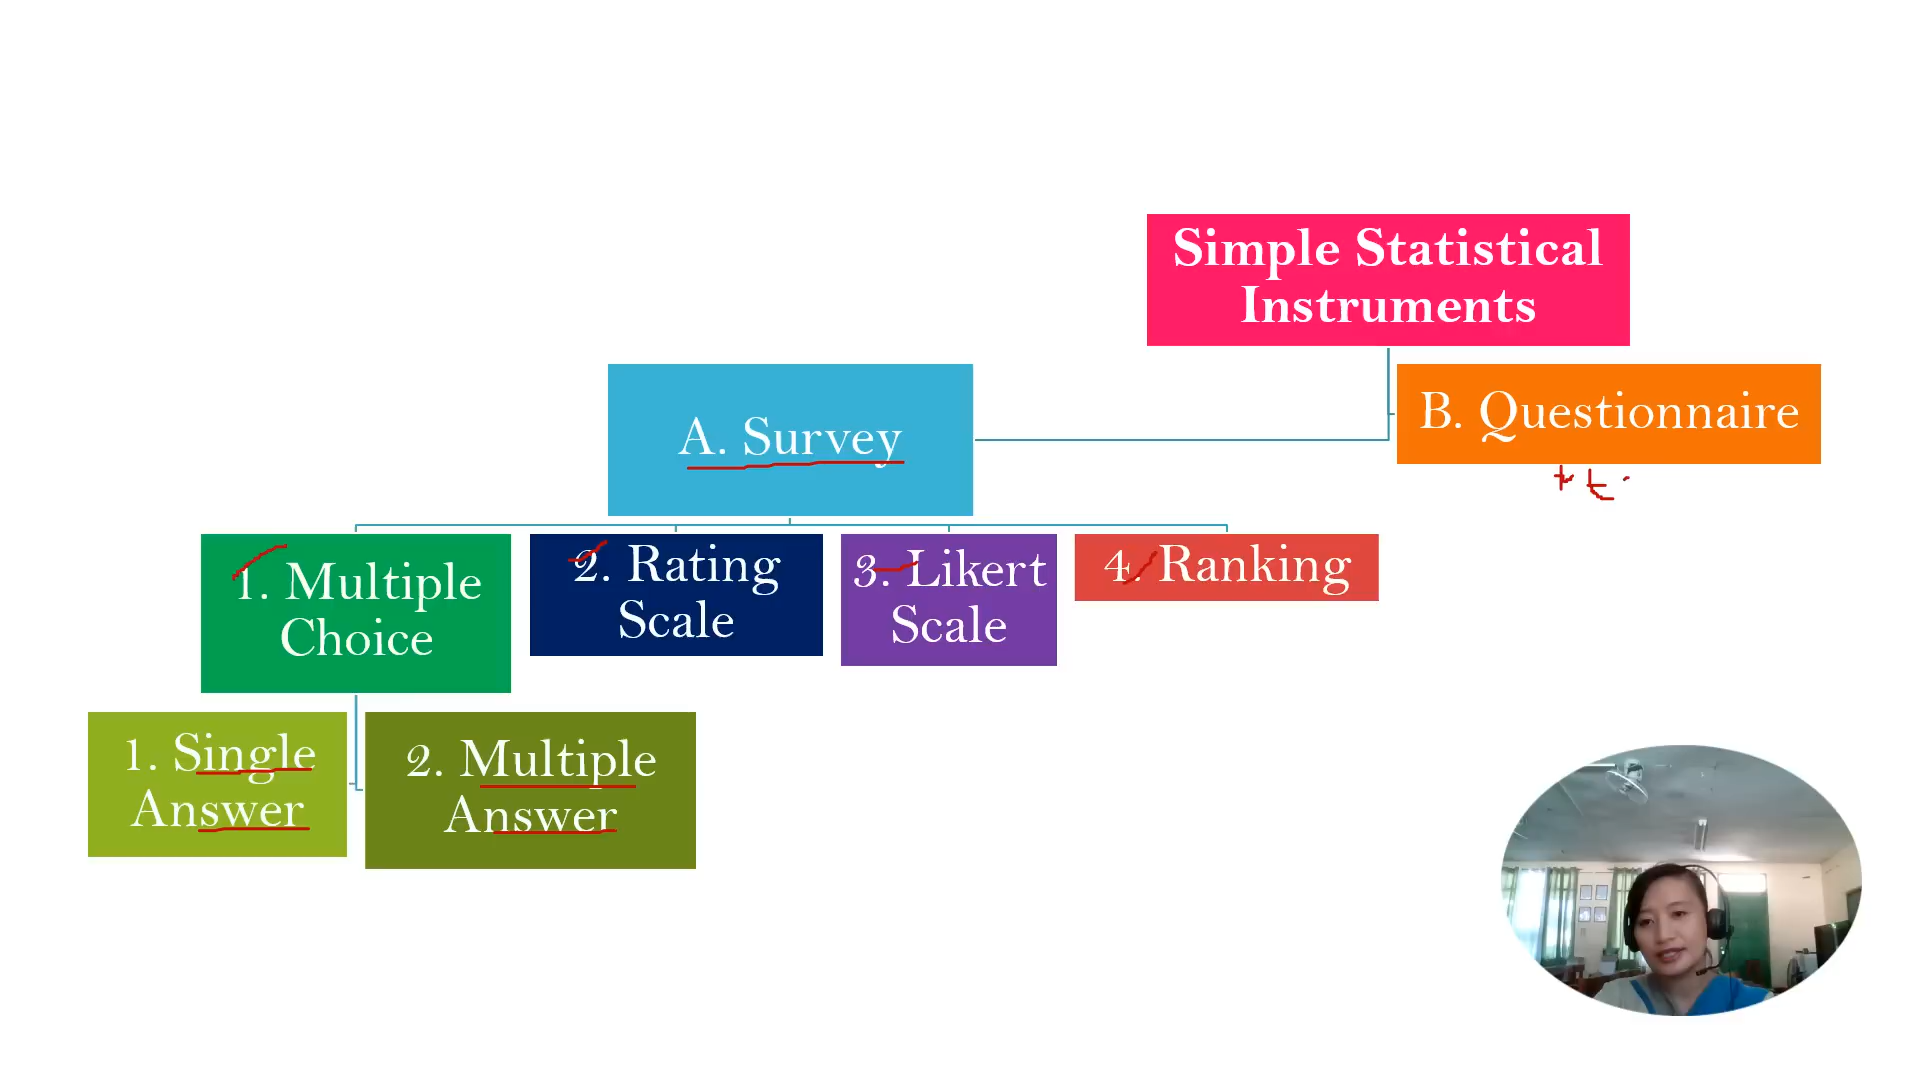 Simple Statistical
Instruments
A. Survey
B. Questionnaire
1. Multiple
Choice
2. Rating
Scale
3. Likert
Scale
4. Ranking
1. Single
Answer
2. Multiple
Answer